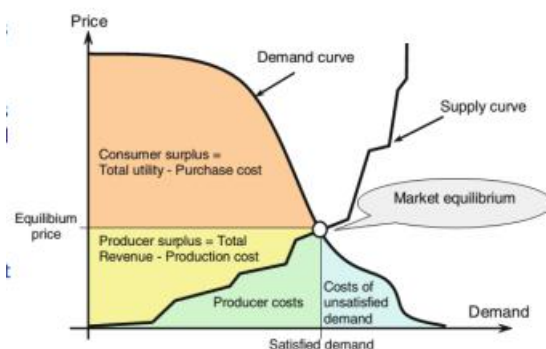 Price
Demand curve
Supply curve
Consumer surplus =
Total utility - Purchase cost
Market equilibrium
Equilibium
price
Producer surplus = Total
Revenue - Production cost
Producer costs
Costs of
unsatisfied
demand
Demand
Satisfied demand